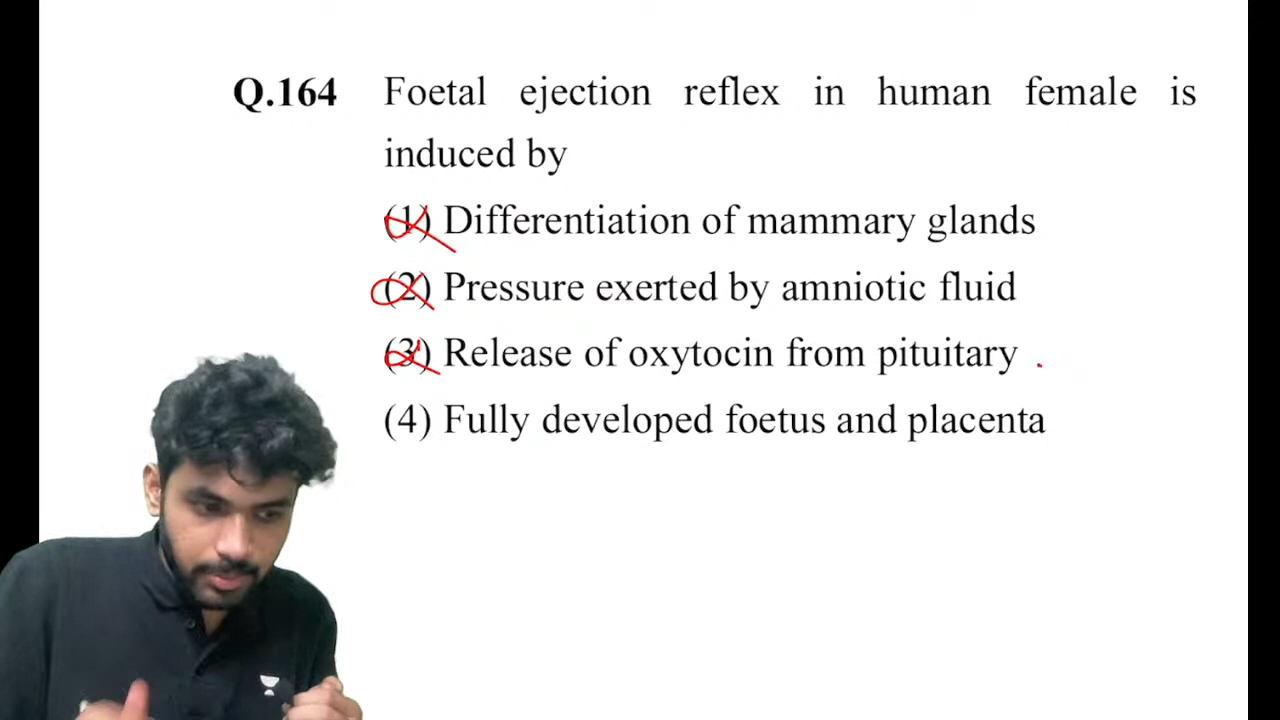 Q.164 Foetal ejection reflex in human female is
induced by
(1) Differentiation of mammary glands
(2) Pressure exerted by amniotic fluid
(3) Release of oxytocin from pituitary
(4) Fully developed foetus and placenta